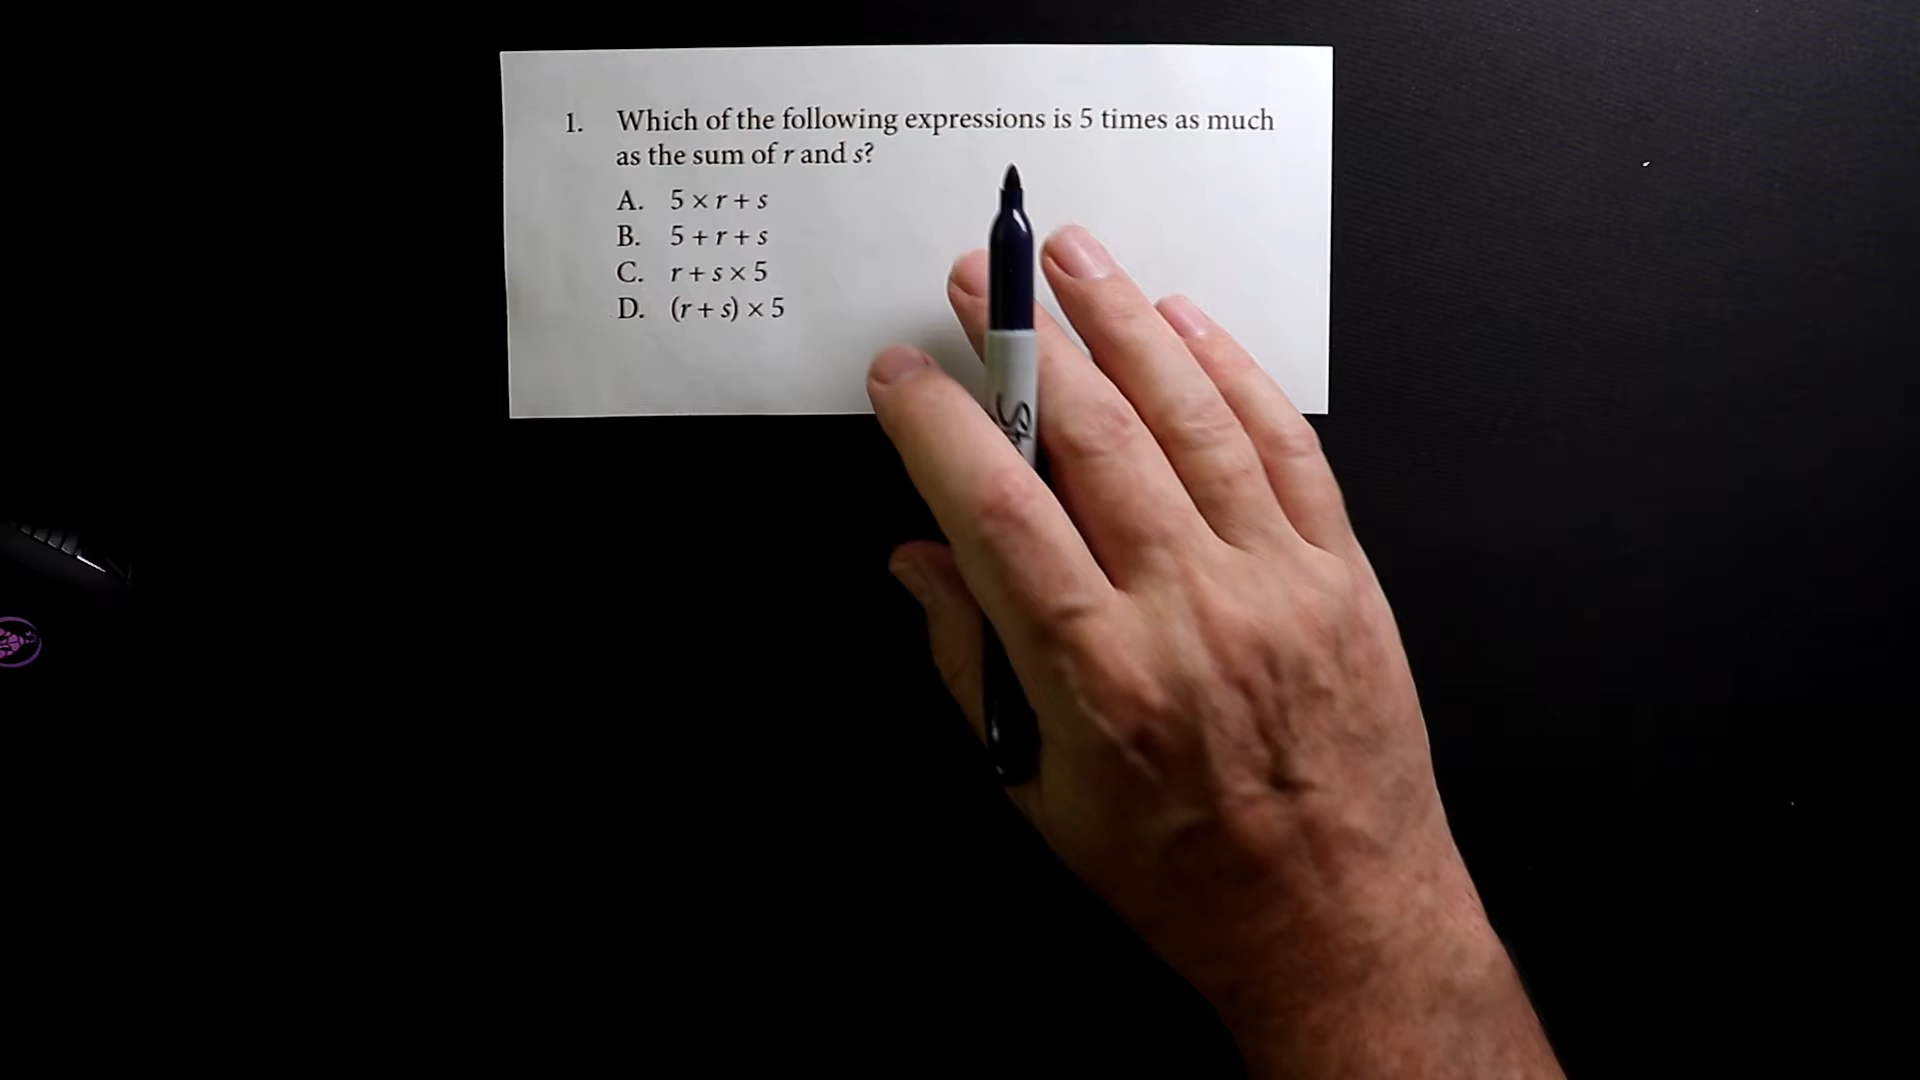 1. Which of the following expressions is 5 times as much
as the sum of r and s?
A. 5 × r + s
B. 5 + r + s
C. r + s × 5
D. (r + s) × 5